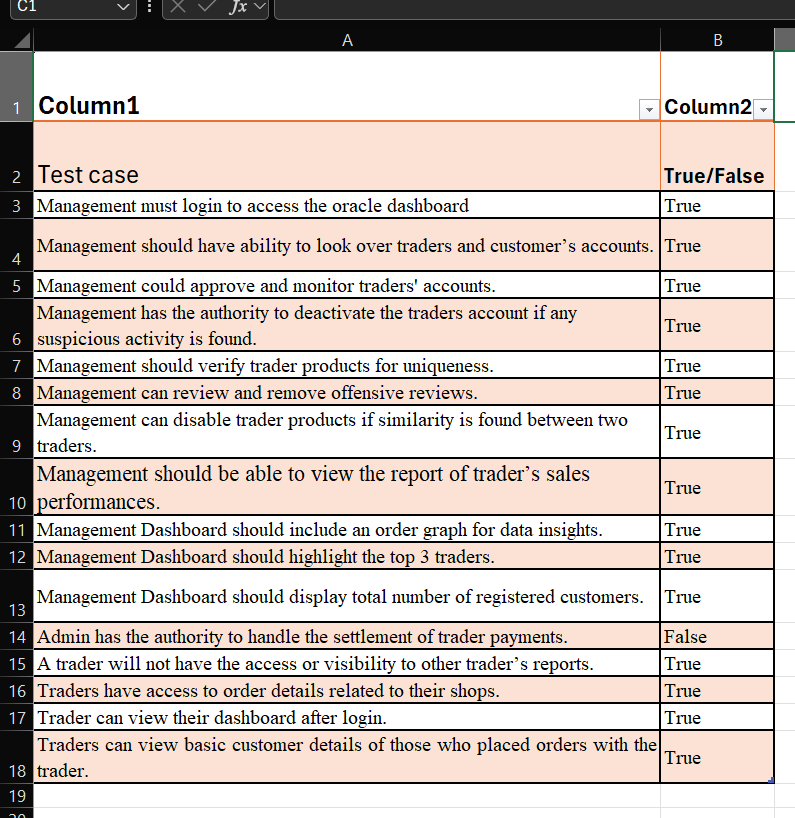 C1
fx
A B
1 Column1 Column2
2 Test case True/False
3 Management must login to access the oracle dashboard True
4 Management should have ability to look over traders and customer’s accounts. True
5 Management could approve and monitor traders' accounts. True
Management has the authority to deactivate the traders account if any
6 suspicious activity is found. True
7 Management should verify trader products for uniqueness. True
8 Management can review and remove offensive reviews. True
Management can disable trader products if similarity is found between two
9 traders. True
Management should be able to view the report of trader’s sales
10 performances. True
11 Management Dashboard should include an order graph for data insights. True
12 Management Dashboard should highlight the top 3 traders. True
13 Management Dashboard should display total number of registered customers. True
14 Admin has the authority to handle the settlement of trader payments. False
15 A trader will not have the access or visibility to other trader’s reports. True
16 Traders have access to order details related to their shops. True
17 Trader can view their dashboard after login. True
Traders can view basic customer details of those who placed orders with the
18 trader. True
19
20